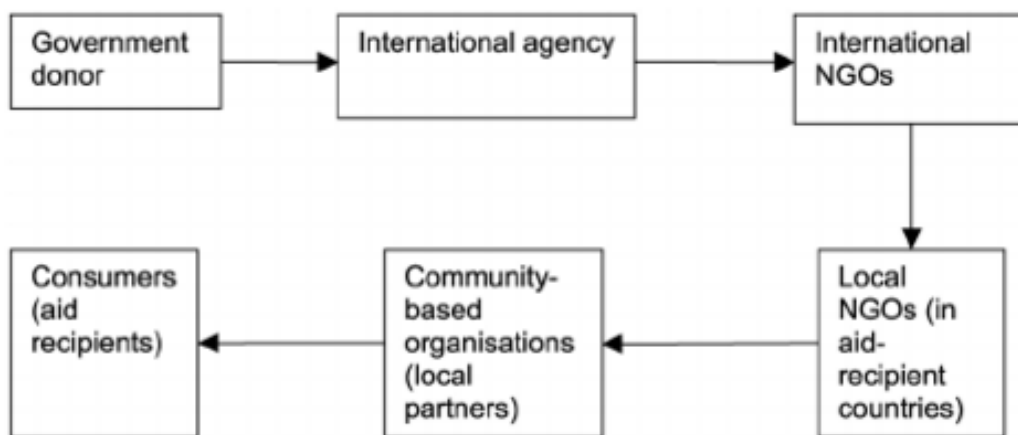 Government
donor
International agency
International
NGOs
Local
NGOs (in
aid-
recipient
countries)
Community-
based
organisations
(local
partners)
Consumers
(aid
recipients)